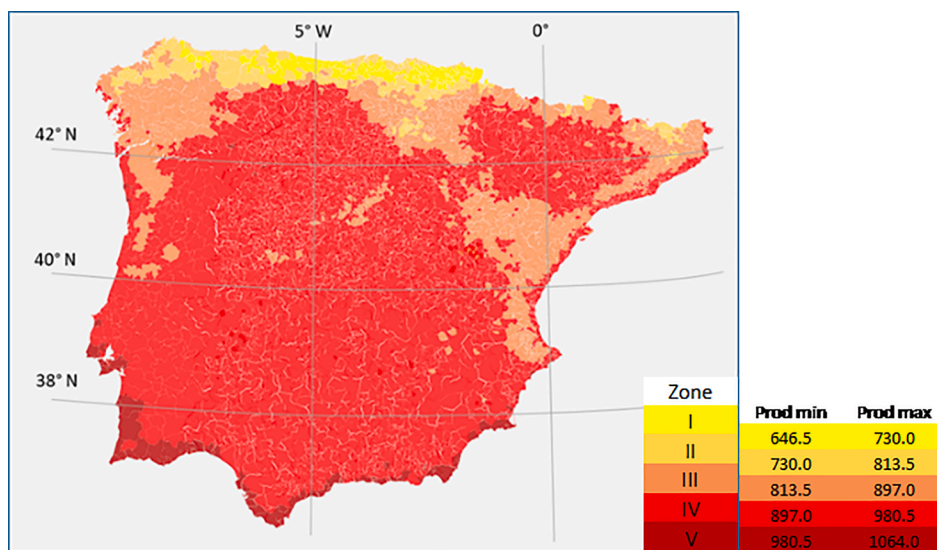 5° W
0°
42° N
40° N
38° N
Zone
Prod min Prod max
I
646.5 730.0
II
730.0 813.5
III
813.5 897.0
IV
897.0 980.5
V
980.5 1064.0